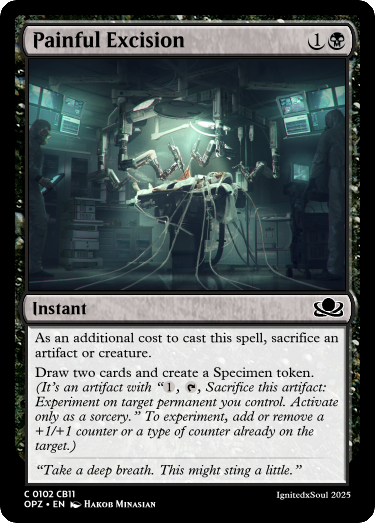 Painful Excision 1
Instant
As an additional cost to cast this spell, sacrifice an
artifact or creature.
Draw two cards and create a Specimen token.
(It's an artifact with “1, T, Sacrifice this artifact:
Experiment on target permanent you control. Activate
only as a sorcery.” To experiment, add or remove a
+1/+1 counter or a type of counter already on the
target.)
“Take a deep breath. This might sting a little.”
C 0102 CB11
OPZ • EN Hakob Minasian
IgnitedxSoul 2025